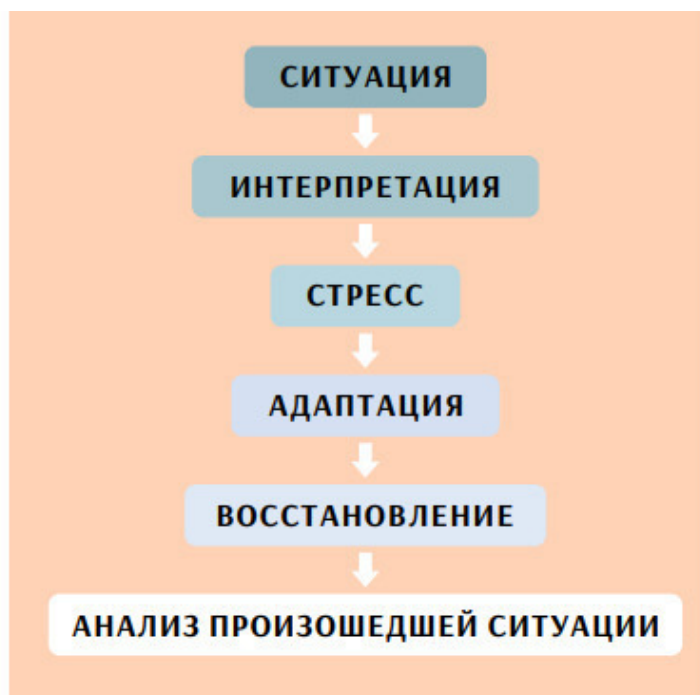 СИТУАЦИЯ
ИНТЕРПРЕТАЦИЯ
СТРЕСС
АДАПТАЦИЯ
ВОССТАНОВЛЕНИЕ
АНАЛИЗ ПРОИЗОШЕДШЕЙ СИТУАЦИИ